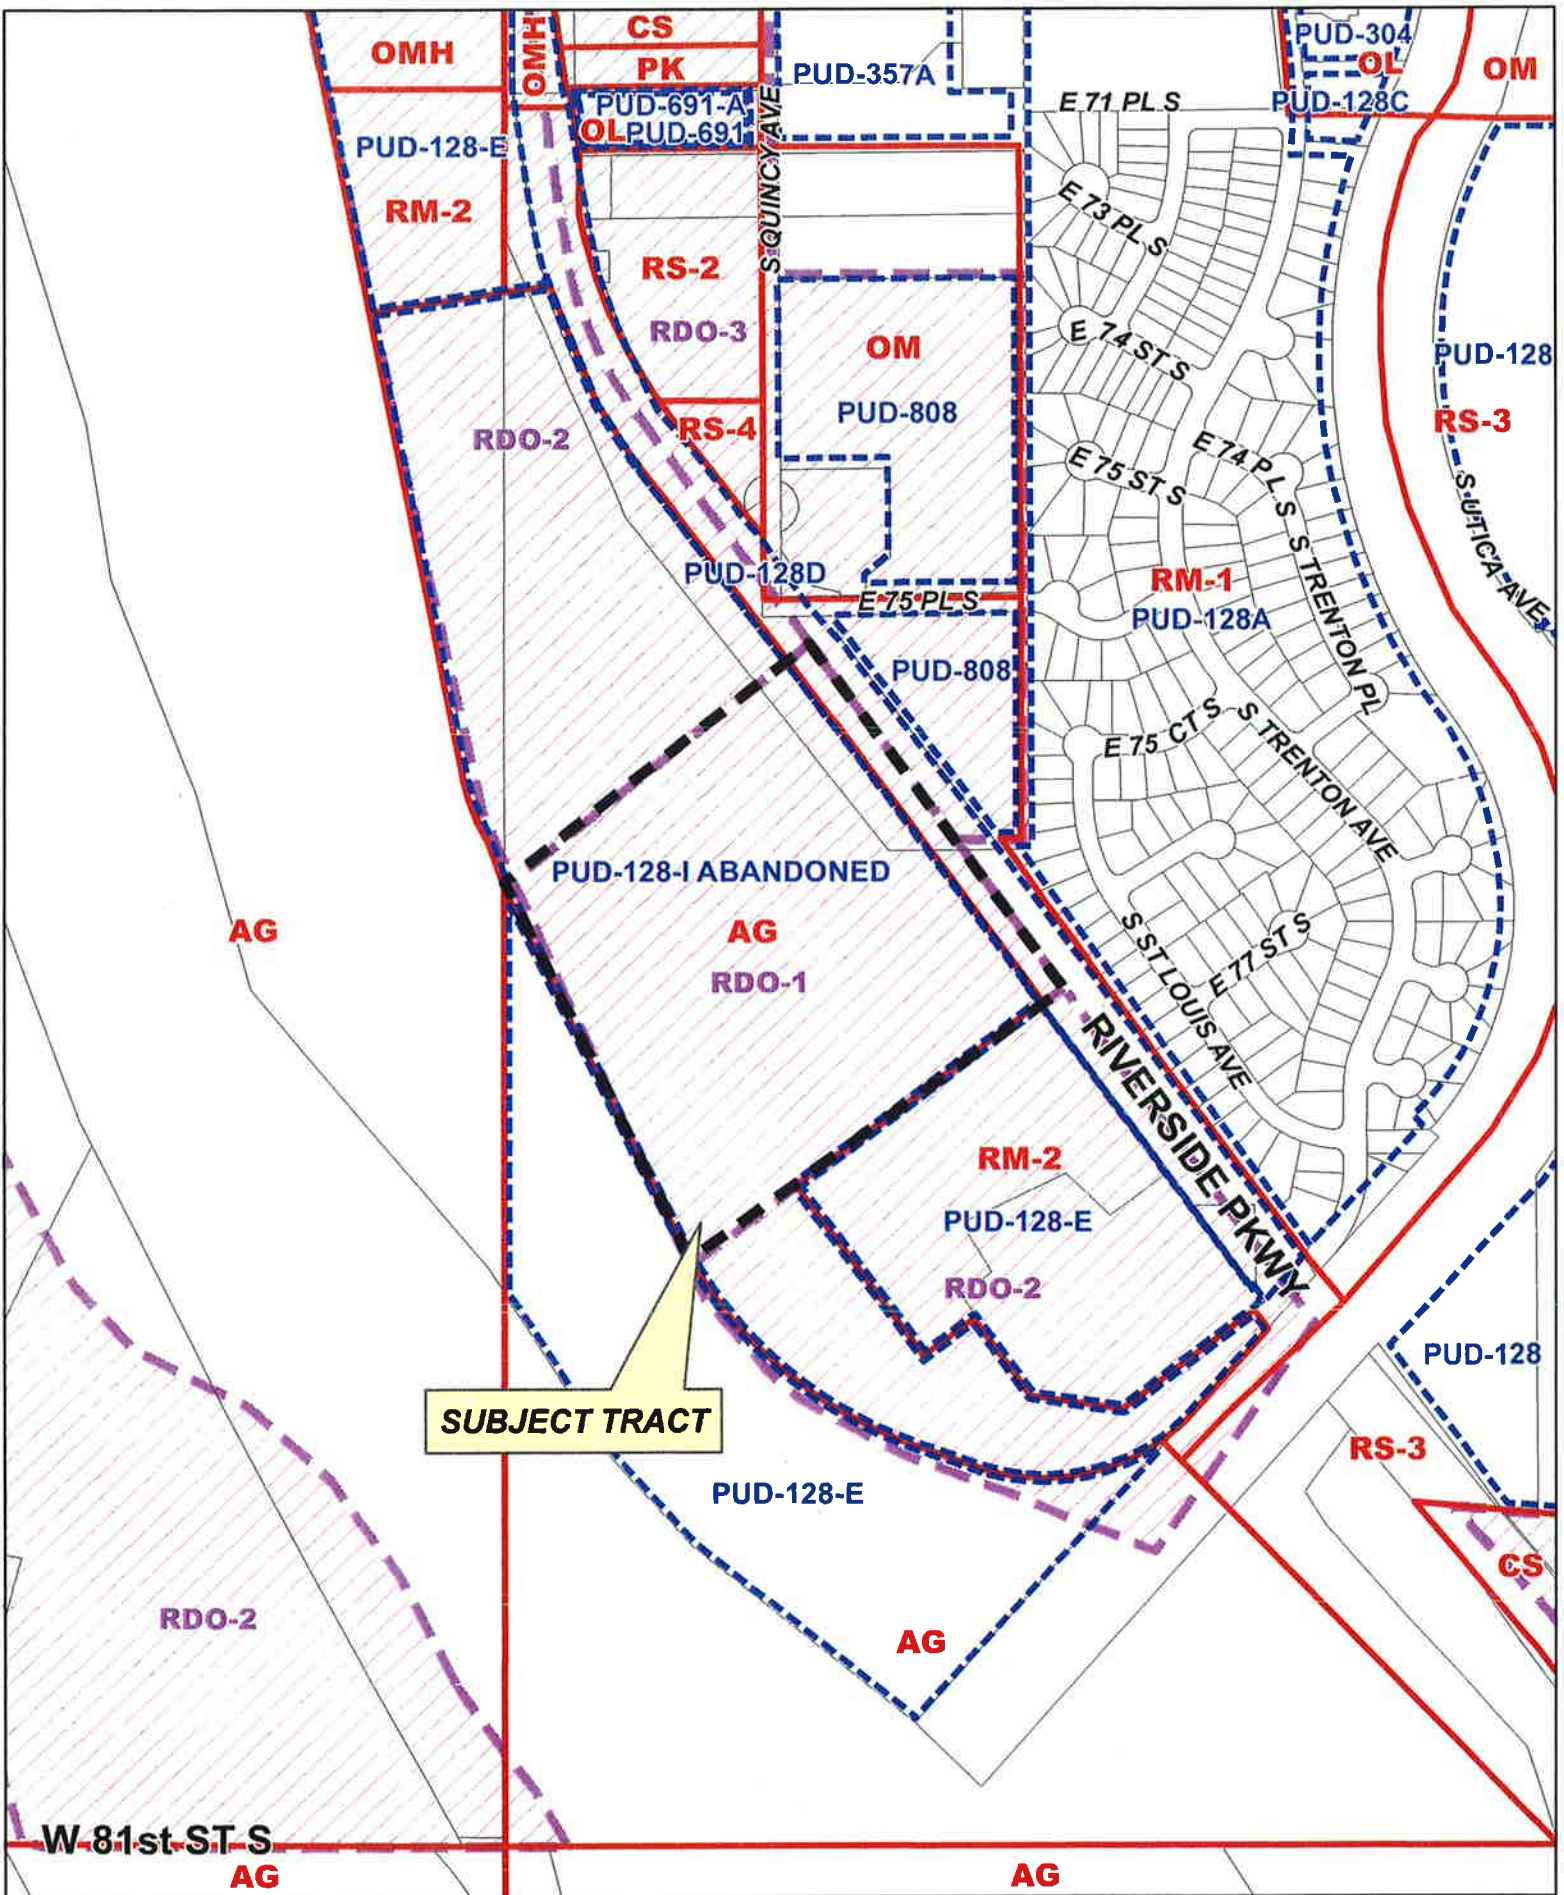 OMH
OMH
CS
PK
PUD-357A
PUD-304
OL
OM
PUD-128C
E 71 PL S
PUD-691-A
OL PUD-691
PUD-128-E
RM-2
S QUINCY AVE
E 73 PL S
RS-2
RDO-3
OM
PUD-808
E 74 ST S
PUD-128
RS-3
RDO-2
RS-4
E 75 ST S
E 74 PL S
S UTICA AVE
PUD-128D
E 75 PL S
RM-1
PUD-128A
S TRENTON PL
PUD-808
E 75 CT S
S TRENTON AVE
PUD-128-I ABANDONED
AG
AG
RDO-1
S ST LOUIS AVE
E 77 ST S
RIVERSIDE PKWY
RM-2
PUD-128-E
RDO-2
PUD-128
SUBJECT TRACT
RS-3
PUD-128-E
CS
RDO-2
AG
W 81st ST S
AG
AG